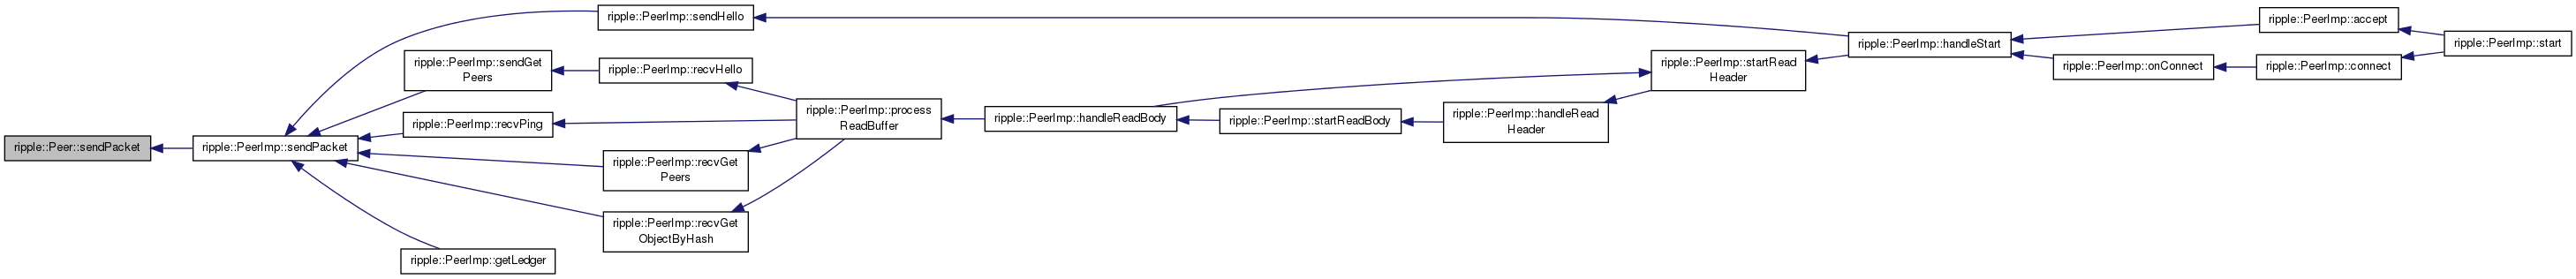 ripple::Peer::sendPacket
ripple::PeerImp::sendPacket
ripple::PeerImp::sendHello
ripple::PeerImp::sendGet
Peers
ripple::PeerImp::recvHello
ripple::PeerImp::recvPing
ripple::PeerImp::recvGet
Peers
ripple::PeerImp::recvGet
ObjectByHash
ripple::PeerImp::getLedger
ripple::PeerImp::process
ReadBuffer
ripple::PeerImp::handleReadBody
ripple::PeerImp::startReadBody
ripple::PeerImp::handleRead
Header
ripple::PeerImp::startRead
Header
ripple::PeerImp::handleStart
ripple::PeerImp::accept
ripple::PeerImp::onConnect
ripple::PeerImp::connect
ripple::PeerImp::start